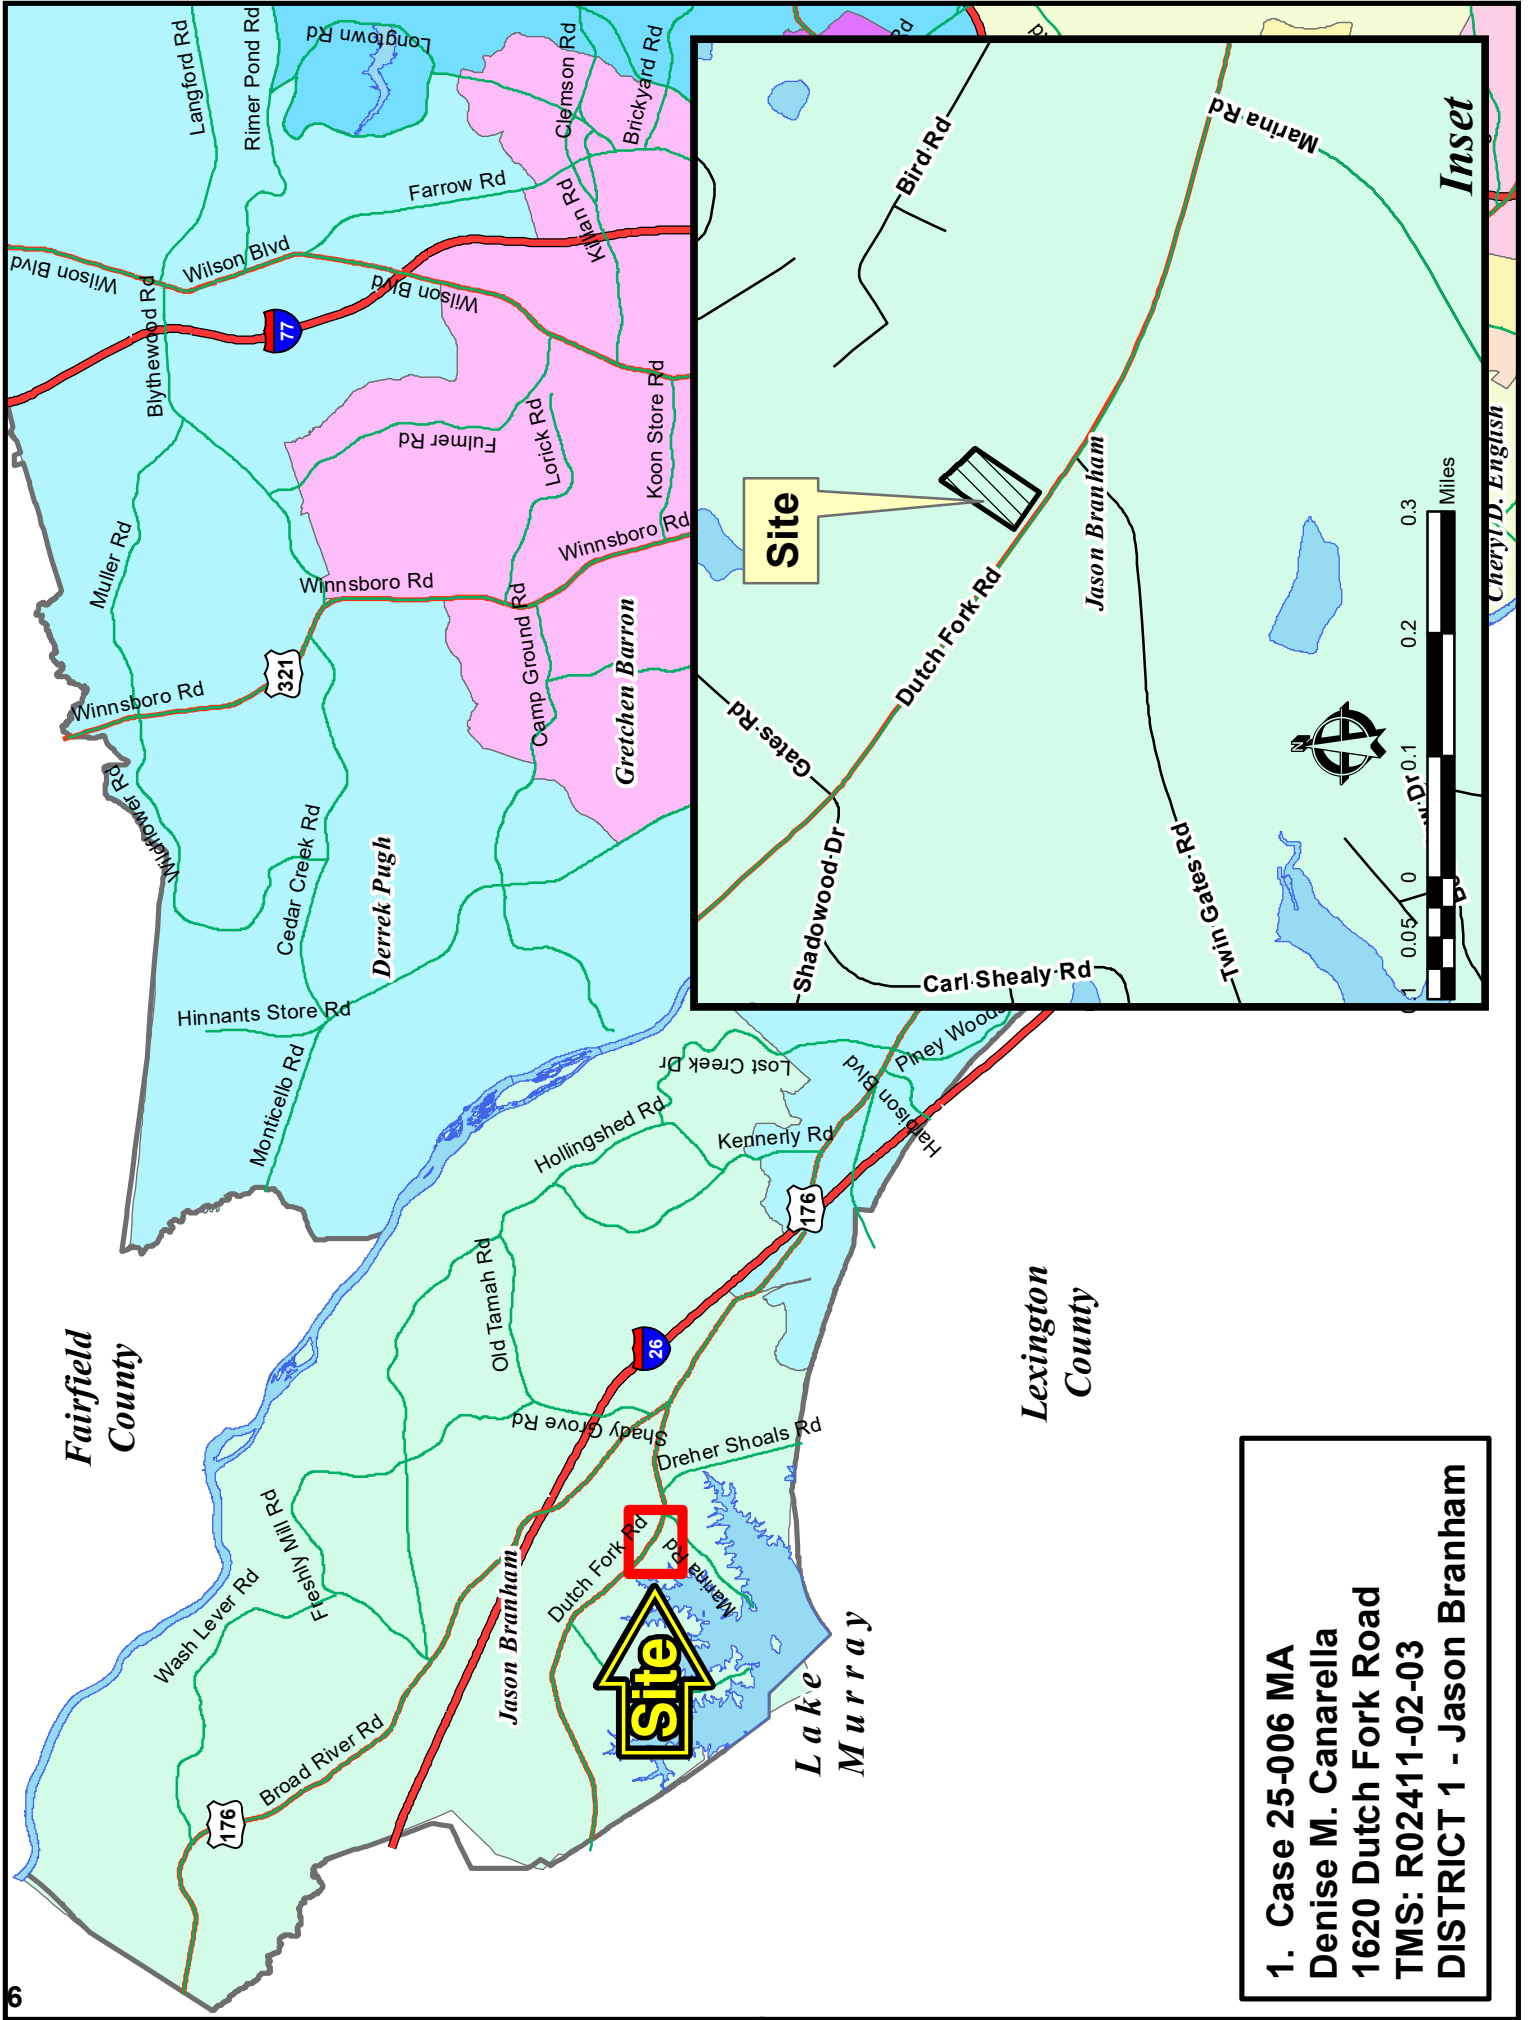 6
Fairfield
County
Lexington
County
Lake
Murray
Jason Branham
Derrek Pugh
Gretchen Barron
Cheryl D. English
Wash Lever Rd
Freshly Mill Rd
Broad River Rd
176
Dutch Fork Rd
Marina Rd
Site
Dreher Shoals Rd
Shady Grove Rd
Old Tamah Rd
26
176
Hollingshed Rd
Kennerly Rd
Lost Creek Dr
Harbison Blvd
Piney Woods
Monticello Rd
Hinnants Store Rd
Cedar Creek Rd
Wildflower Rd
Winnsboro Rd
321
Winnsboro Rd
Winnsboro Rd
Muller Rd
Camp Ground Rd
Blythewood Rd
Fulmer Rd
Lorick Rd
Koon Store Rd
77
Wilson Blvd
Wilson Blvd
Wilson Blvd
Langford Rd
Rimer Pond Rd
Longtown Rd
Farrow Rd
Killian Rd
Clemson Rd
Brickyard Rd
Rd
Rd
Inset
Site
Bird Rd
Marina Rd
Dutch Fork Rd
Jason Branham
Gates Rd
Shadowood Dr
Carl Shealy Rd
Twin Gates Rd
N
0.05 0 0.1 0.2 0.3
Miles
1. Case 25-006 MA
Denise M. Canarella
1620 Dutch Fork Road
TMS: R02411-02-03
DISTRICT 1 - Jason Branham